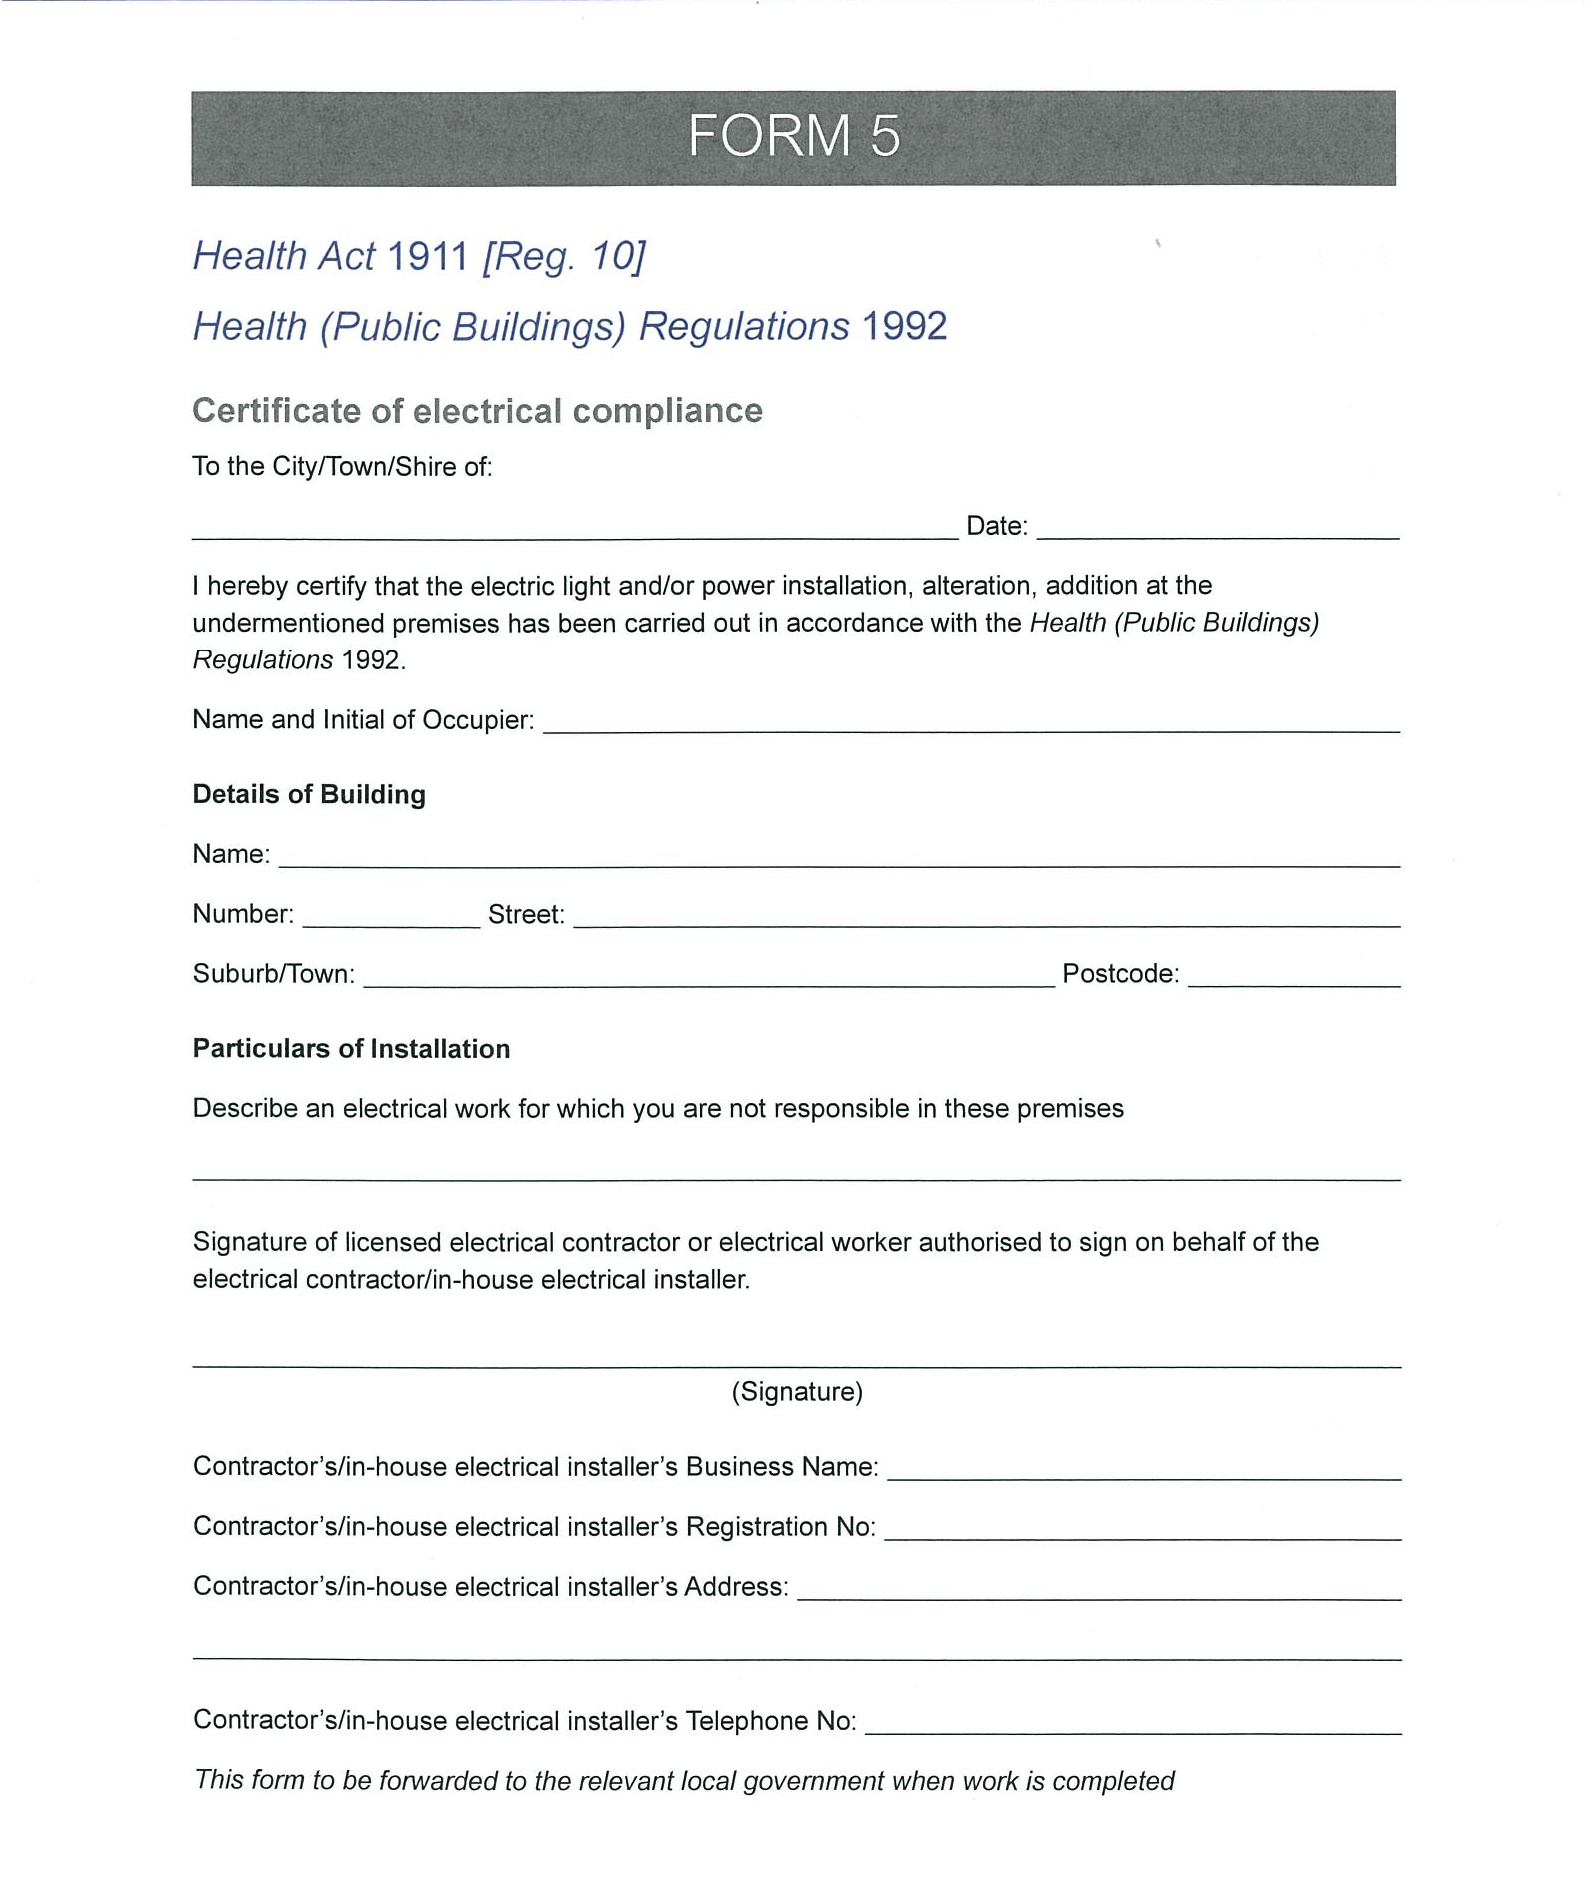 FORM 5
Health Act 1911 [Reg. 10]
Health (Public Buildings) Regulations 1992
Certificate of electrical compliance
To the City/Town/Shire of:
Date:
I hereby certify that the electric light and/or power installation, alteration, addition at the
undermentioned premises has been carried out in accordance with the Health (Public Buildings)
Regulations 1992.
Name and Initial of Occupier:
Details of Building
Name:
Number: Street:
Suburb/Town: Postcode:
Particulars of Installation
Describe an electrical work for which you are not responsible in these premises
Signature of licensed electrical contractor or electrical worker authorised to sign on behalf of the
electrical contractor/in-house electrical installer.
(Signature)
Contractor’s/in-house electrical installer’s Business Name:
Contractor’s/in-house electrical installer’s Registration No:
Contractor’s/in-house electrical installer’s Address:
Contractor’s/in-house electrical installer’s Telephone No:
This form to be forwarded to the relevant local government when work is completed